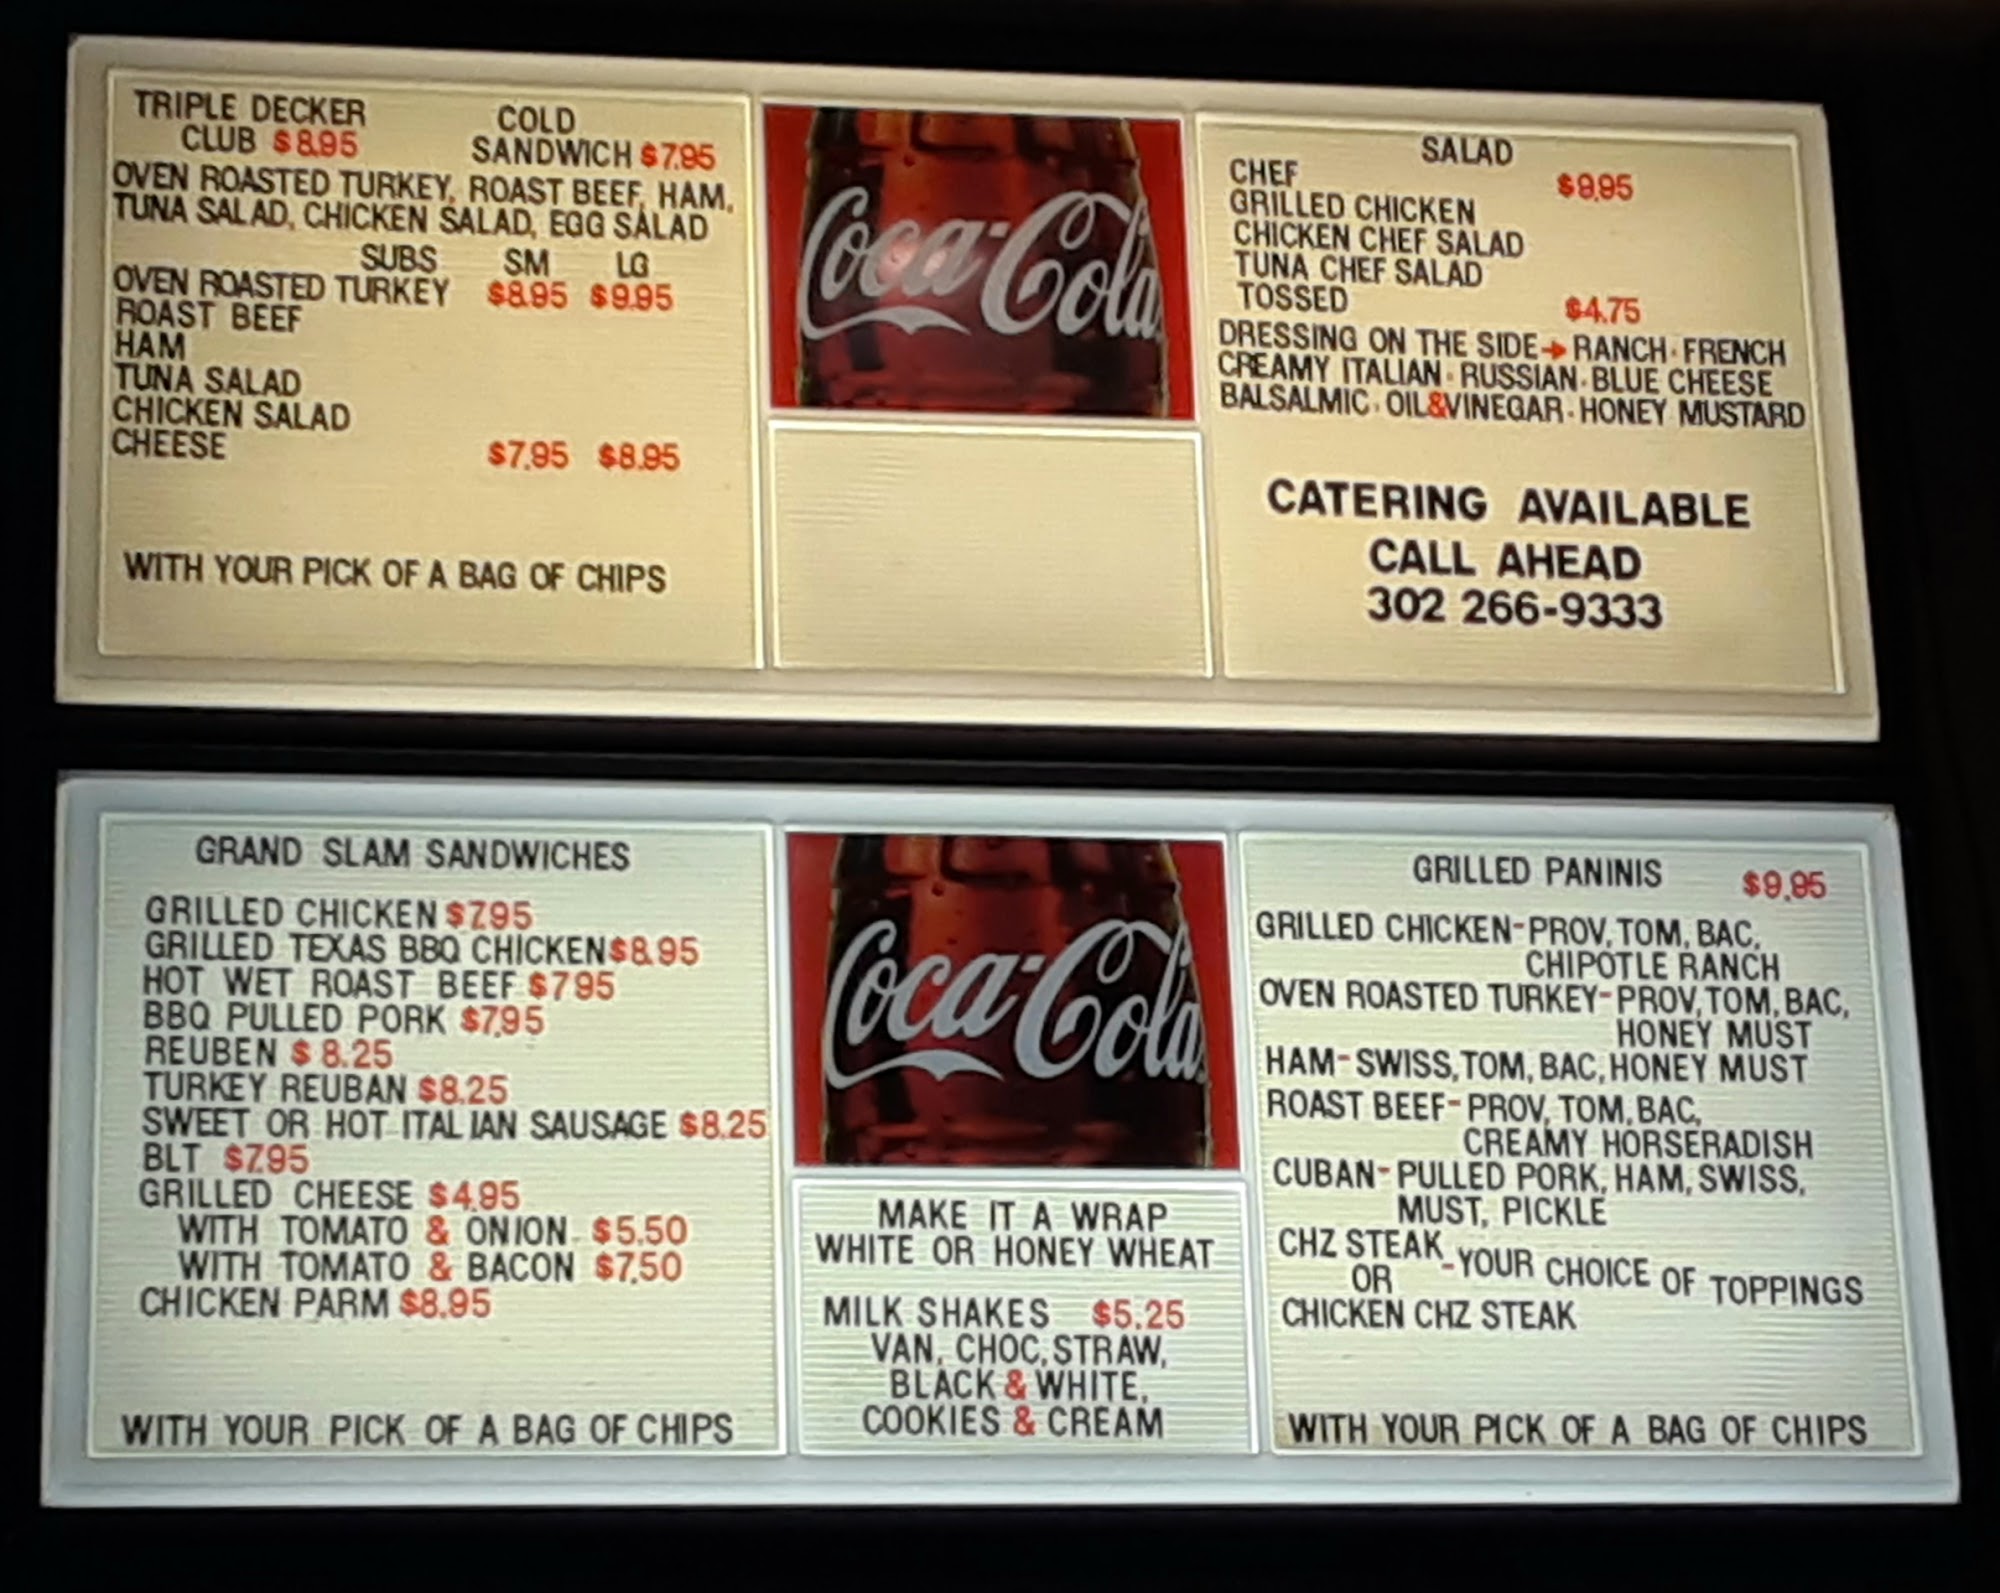 TRIPLE DECKER
CLUB $8.95
COLD
SANDWICH $7.95
OVEN ROASTED TURKEY, ROAST BEEF, HAM,
TUNA SALAD, CHICKEN SALAD, EGG SALAD
SUBS SM LG
OVEN ROASTED TURKEY $8.95 $9.95
ROAST BEEF
HAM
TUNA SALAD
CHICKEN SALAD
CHEESE $7.95 $8.95
WITH YOUR PICK OF A BAG OF CHIPS
Coca-Cola
SALAD
CHEF $9.95
GRILLED CHICKEN
CHICKEN CHEF SALAD
TUNA CHEF SALAD
TOSSED $4.75
DRESSING ON THE SIDE→RANCH·FRENCH
CREAMY ITALIAN·RUSSIAN·BLUE CHEESE
BALSALMIC·OIL&VINEGAR·HONEY MUSTARD
CATERING AVAILABLE
CALL AHEAD
302 266-9333
GRAND SLAM SANDWICHES
GRILLED CHICKEN $7.95
GRILLED TEXAS BBQ CHICKEN $8.95
HOT WET ROAST BEEF $7.95
BBQ PULLED PORK $7.95
REUBEN $8.25
TURKEY REUBAN $8.25
SWEET OR HOT ITALIAN SAUSAGE $8.25
BLT $7.95
GRILLED CHEESE $4.95
WITH TOMATO & ONION $5.50
WITH TOMATO & BACON $7.50
CHICKEN PARM $8.95
WITH YOUR PICK OF A BAG OF CHIPS
Coca-Cola
MAKE IT A WRAP
WHITE OR HONEY WHEAT
MILK SHAKES $5.25
VAN, CHOC, STRAW,
BLACK & WHITE,
COOKIES & CREAM
GRILLED PANINIS $9.95
GRILLED CHICKEN-PROV, TOM, BAC,
CHIPOTLE RANCH
OVEN ROASTED TURKEY-PROV, TOM, BAC,
HONEY MUST
HAM-SWISS, TOM, BAC, HONEY MUST
ROAST BEEF-PROV, TOM, BAC,
CREAMY HORSERADISH
CUBAN-PULLED PORK, HAM, SWISS,
MUST, PICKLE
CHZ STEAK
OR -YOUR CHOICE OF TOPPINGS
CHICKEN CHZ STEAK
WITH YOUR PICK OF A BAG OF CHIPS